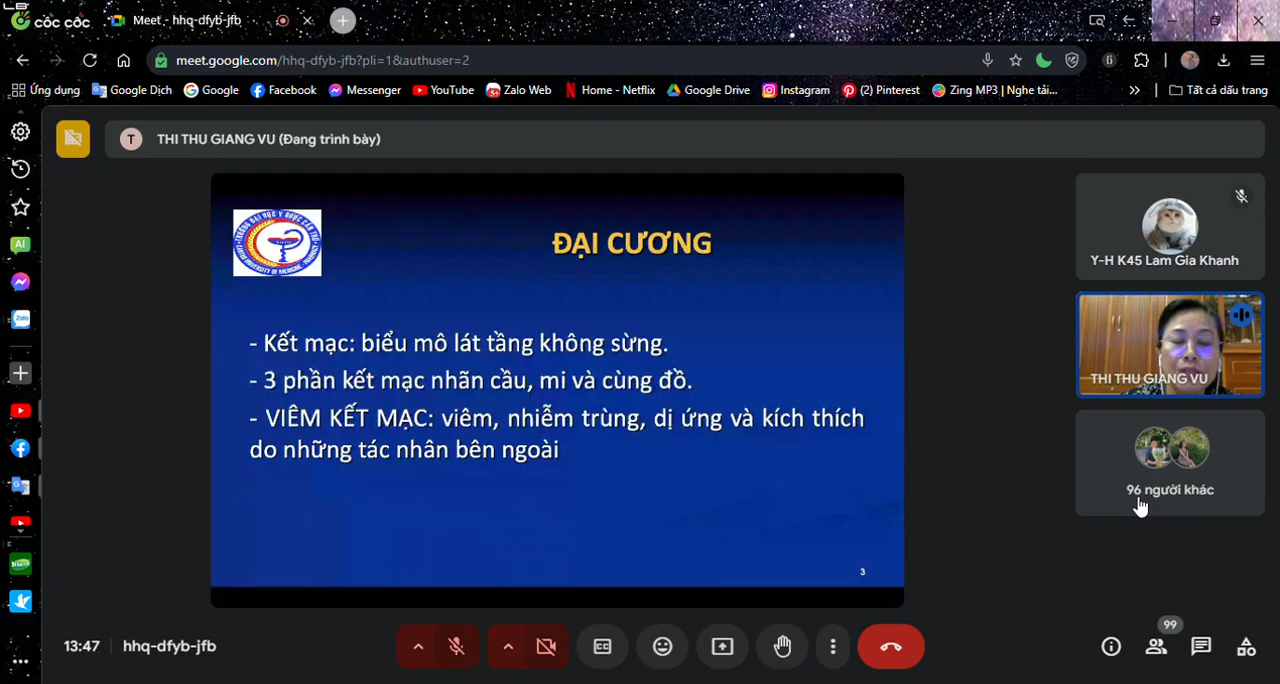 cốc cốc
Meet - hhq-dfyb-jfb
meet.google.com/hhq-dfyb-jfb?pli=1&authuser=2
Ứng dụng
Google Dịch
Google
Facebook
Messenger
YouTube
Zalo Web
Home - Netflix
Google Drive
Instagram
(2) Pinterest
Zing MP3 | Nghe tải...
Tất cả dấu trang
T
THI THU GIANG VU (Đang trình bày)
ĐẠI CƯƠNG
- Kết mạc: biểu mô lát tầng không sừng.
- 3 phần kết mạc nhãn cầu, mi và cùng đồ.
- VIÊM KẾT MẠC: viêm, nhiễm trùng, dị ứng và kích thích
do những tác nhân bên ngoài
3
Y-H K45 Lam Gia Khanh
THI THU GIANG VU
96 người khác
AI
Zalo
13:47
hhq-dfyb-jfb
CC
99